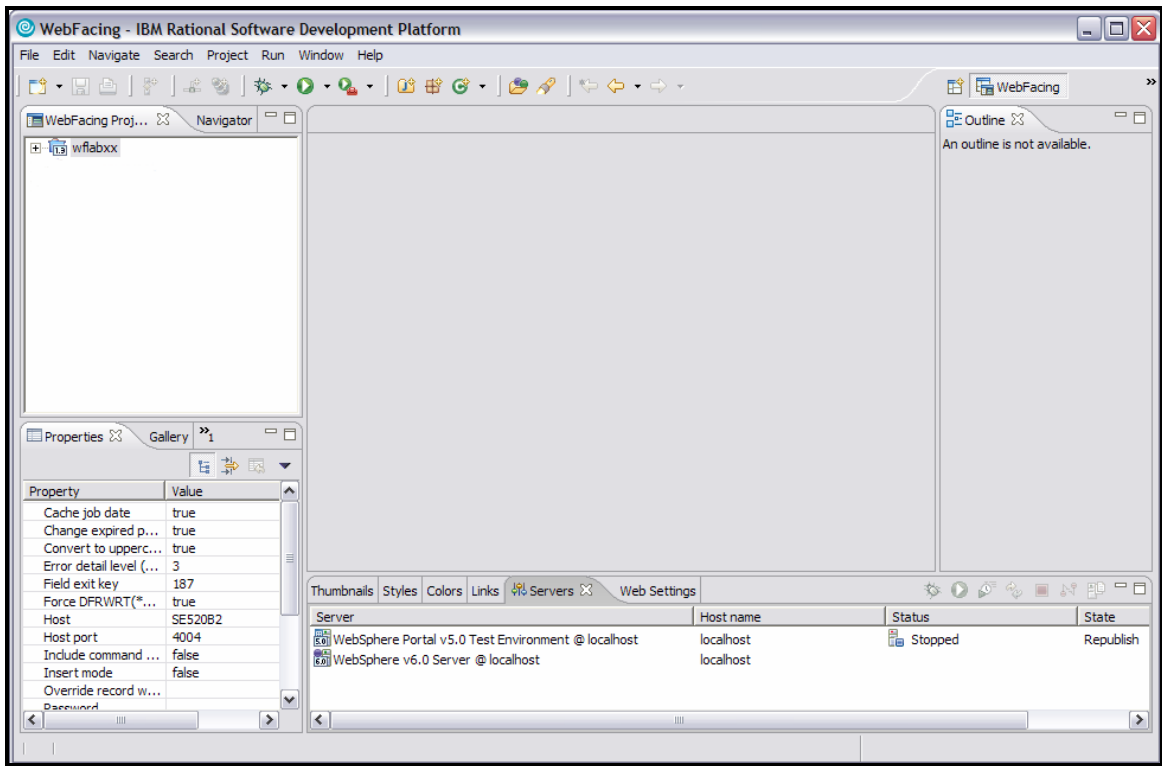 WebFacing - IBM Rational Software Development Platform
File Edit Navigate Search Project Run Window Help
WebFacing
WebFacing Proj... Navigator
wflabxx
Outline
An outline is not available.
Properties Gallery »1
Property Value
Cache job date true
Change expired p... true
Convert to upperc... true
Error detail level (... 3
Field exit key 187
Force DFRWRT(*... true
Host SE520B2
Host port 4004
Include command ... false
Insert mode false
Override record w...
Password
Thumbnails Styles Colors Links Servers Web Settings
Server Host name Status State
WebSphere Portal v5.0 Test Environment @ localhost localhost Stopped Republish
WebSphere v6.0 Server @ localhost localhost